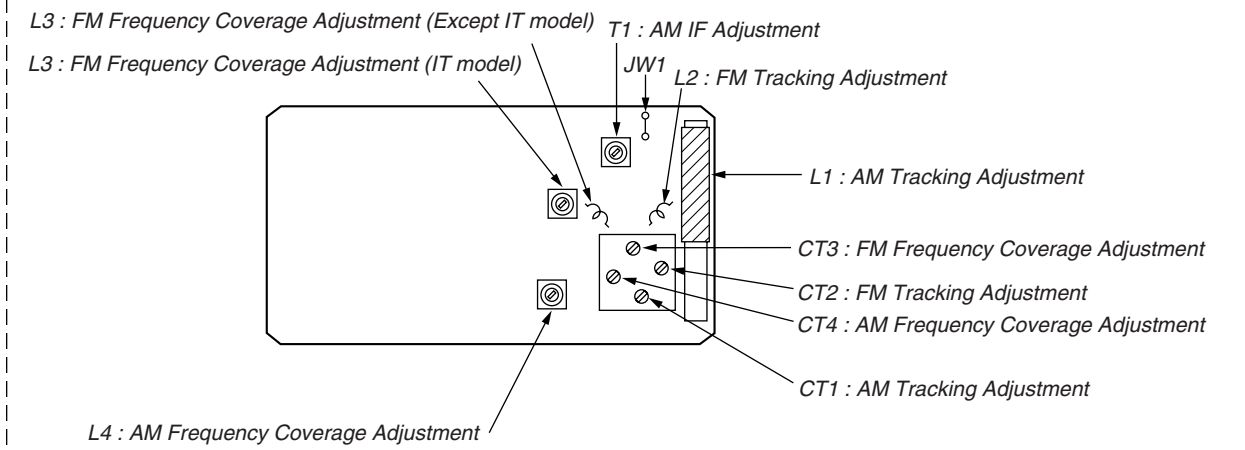 L3 : FM Frequency Coverage Adjustment (Except IT model)
T1 : AM IF Adjustment
L3 : FM Frequency Coverage Adjustment (IT model)
JW1
L2 : FM Tracking Adjustment
L1 : AM Tracking Adjustment
CT3 : FM Frequency Coverage Adjustment
CT2 : FM Tracking Adjustment
CT4 : AM Frequency Coverage Adjustment
CT1 : AM Tracking Adjustment
L4 : AM Frequency Coverage Adjustment